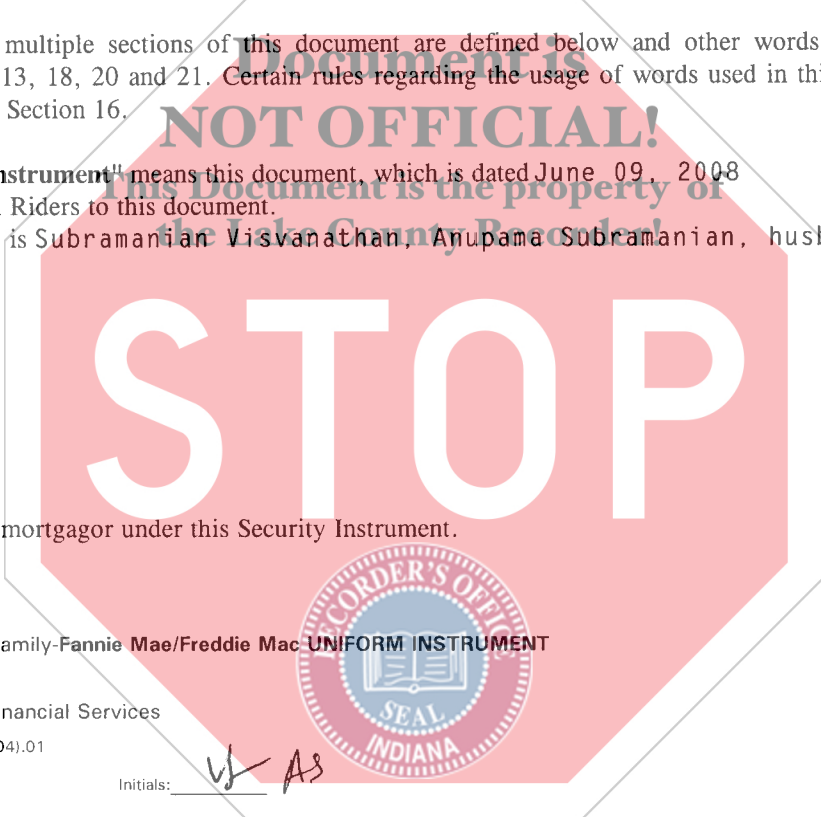 multiple sections of this document are defined below and other words
Document is
13, 18, 20 and 21. Certain rules regarding the usage of words used in thi
Section 16.
NOT OFFICIAL!
nstrument" means this document, which is dated June 09, 2008
This Document is the property of
Riders to this document.
the Lake County Recorder!
is Subramanian Visvanathan, Anupama Subramanian, husb
STOP
mortgagor under this Security Instrument.
RECORDER'S OFFICE
amily-Fannie Mae/Freddie Mac UNIFORM INSTRUMENT
SEAL
INDIANA
nancial Services
04).01
Initials: VS AS